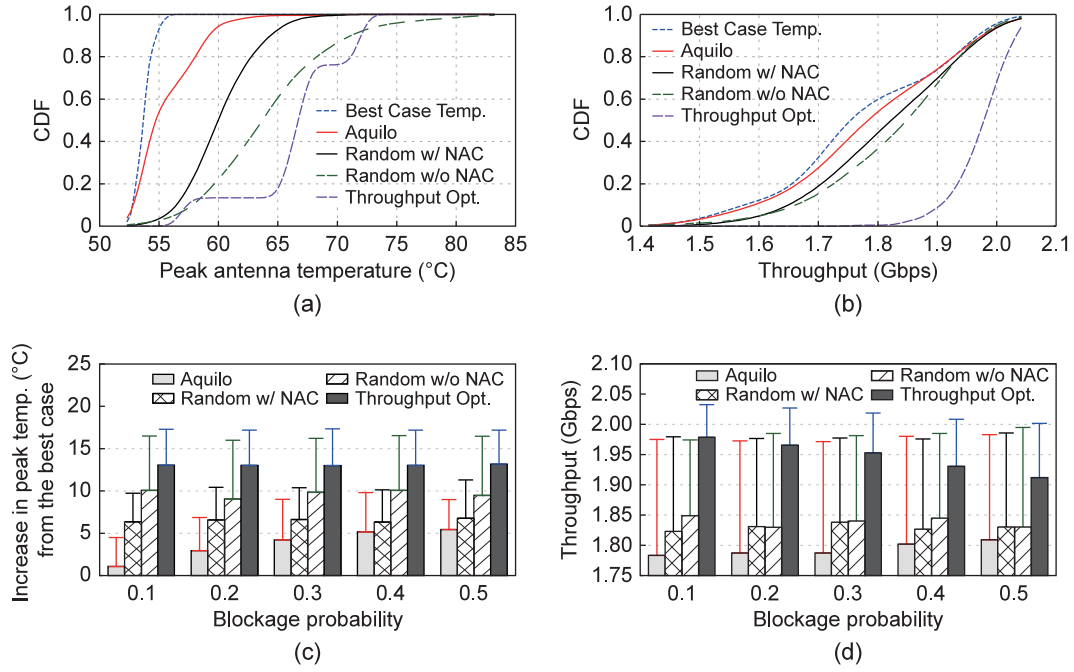 1.0
0.8
0.6
0.4
0.2
0
CDF
Best Case Temp.
Aquilo
Random w/ NAC
Random w/o NAC
Throughput Opt.
50 55 60 65 70 75 80 85
Peak antenna temperature (°C)
(a)
1.0
0.8
0.6
0.4
0.2
0
CDF
Best Case Temp.
Aquilo
Random w/ NAC
Random w/o NAC
Throughput Opt.
1.4 1.5 1.6 1.7 1.8 1.9 2.0 2.1
Throughput (Gbps)
(b)
Increase in peak temp. (°C)
from the best case
25
20
15
10
5
0
Aquilo
Random w/ NAC
Random w/o NAC
Throughput Opt.
0.1 0.2 0.3 0.4 0.5
Blockage probability
(c)
Throughput (Gbps)
2.10
2.05
2.00
1.95
1.90
1.85
1.80
1.75
Aquilo
Random w/ NAC
Random w/o NAC
Throughput Opt.
0.1 0.2 0.3 0.4 0.5
Blockage probability
(d)